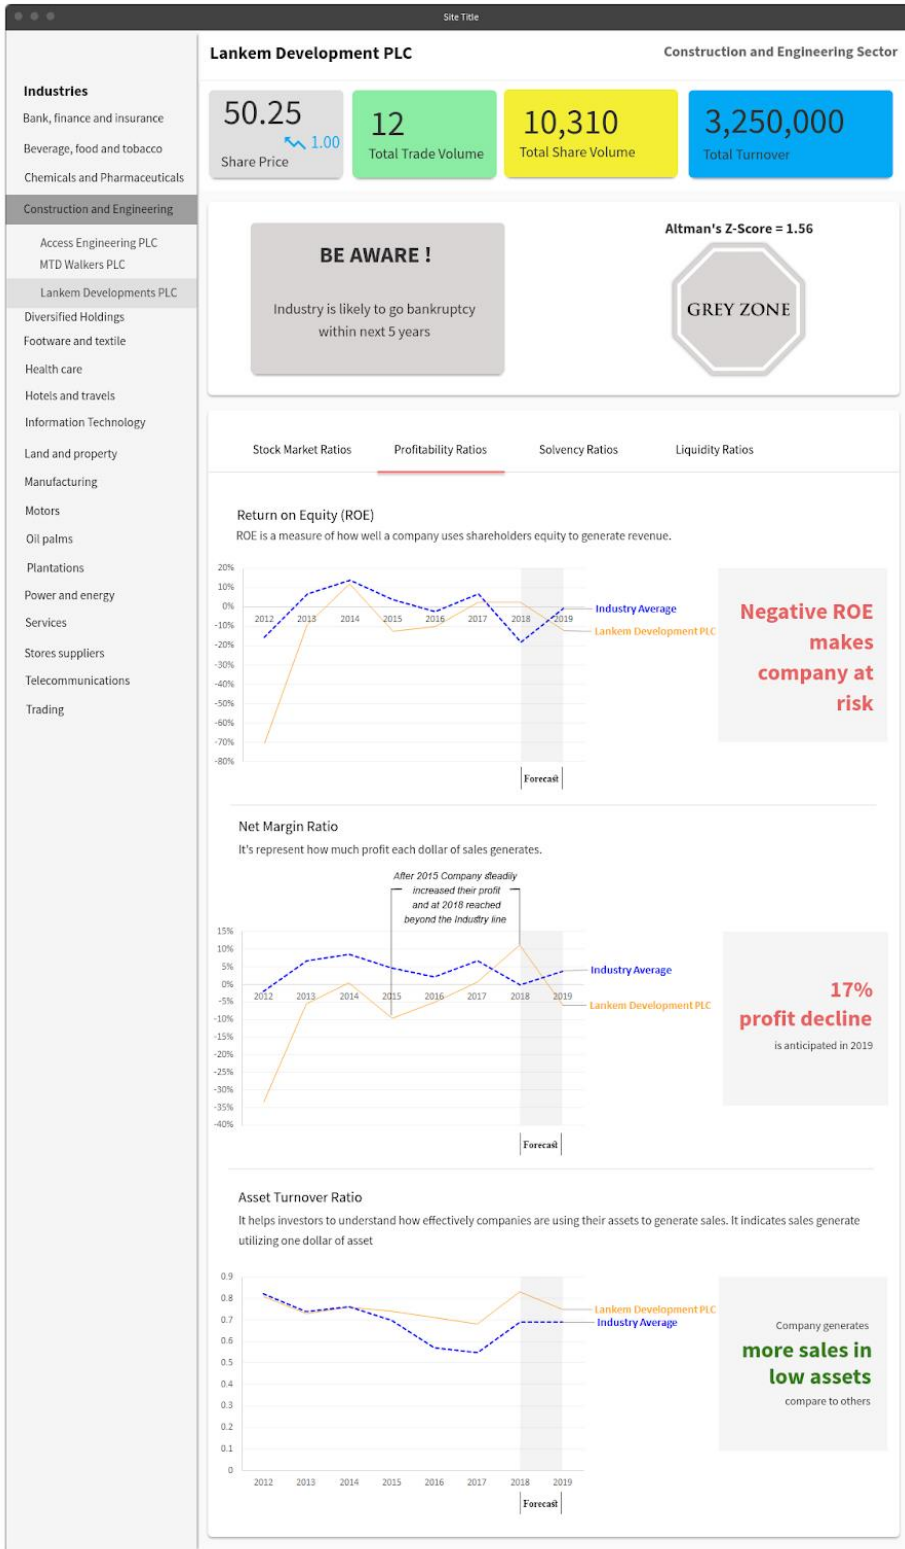 Site Title
Industries
Bank, finance and insurance
Beverage, food and tobacco
Chemicals and Pharmaceuticals
Construction and Engineering
Access Engineering PLC
MTD Walkers PLC
Lankem Developments PLC
Diversified Holdings
Footware and textile
Health care
Hotels and travels
Information Technology
Land and property
Manufacturing
Motors
Oil palms
Plantations
Power and energy
Services
Stores suppliers
Telecommunications
Trading
Lankem Development PLC
Construction and Engineering Sector
50.25
1.00
Share Price
12
Total Trade Volume
10,310
Total Share Volume
3,250,000
Total Turnover
BE AWARE !
Industry is likely to go bankruptcy
within next 5 years
Altman's Z-Score = 1.56
GREY ZONE
Stock Market Ratios
Profitability Ratios
Solvency Ratios
Liquidity Ratios
Return on Equity (ROE)
ROE is a measure of how well a company uses shareholders equity to generate revenue.
20%
10%
0%
-10%
-20%
-30%
-40%
-50%
-60%
-70%
-80%
2012 2013 2014 2015 2016 2017 2018 2019
Industry Average
Lankem Development PLC
Forecast
Negative ROE
makes
company at
risk
Net Margin Ratio
It's represent how much profit each dollar of sales generates.
After 2015 Company steadily
increased their profit
and at 2018 reached
beyond the Industry line
15%
10%
5%
0%
-5%
-10%
-15%
-20%
-25%
-30%
-35%
-40%
2012 2013 2014 2015 2016 2017 2018 2019
Industry Average
Lankem Development PLC
Forecast
17%
profit decline
is anticipated in 2019
Asset Turnover Ratio
It helps investors to understand how effectively companies are using their assets to generate sales. It indicates sales generate
utilizing one dollar of asset
0.9
0.8
0.7
0.6
0.5
0.4
0.3
0.2
0.1
0
2012 2013 2014 2015 2016 2017 2018 2019
Lankem Development PLC
Industry Average
Forecast
Company generates
more sales in
low assets
compare to others